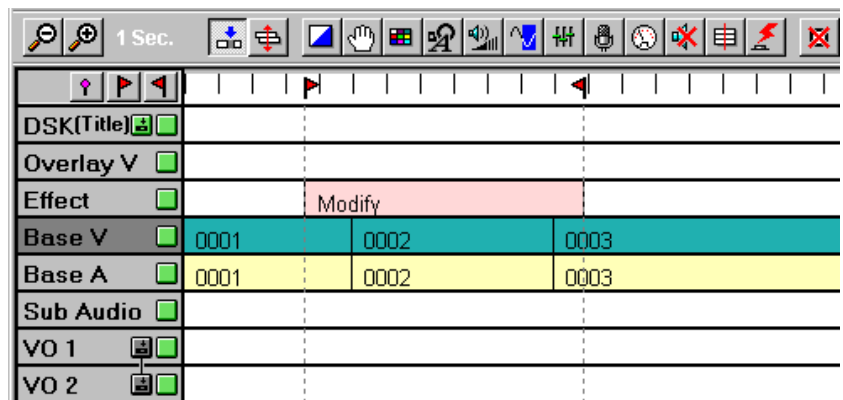 1 Sec.
DSK(Title)
Overlay V
Effect
Modify
Base V
0001
0002
0003
Base A
0001
0002
0003
Sub Audio
VO 1
VO 2